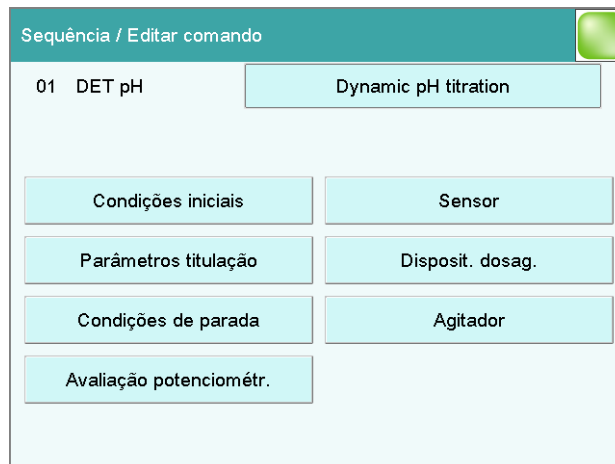 Sequência / Editar comando
01 DET pH Dynamic pH titration
Condições iniciais Sensor
Parâmetros titulação Disposit. dosag.
Condições de parada Agitador
Avaliação potenciométr.